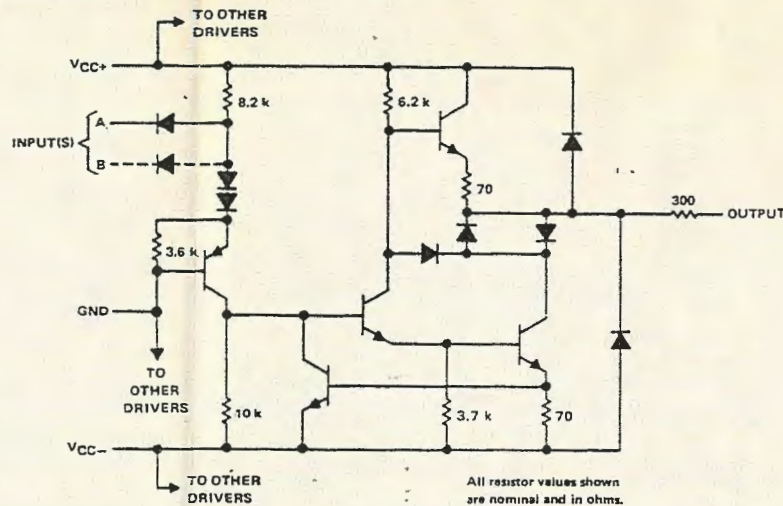 TO OTHER
DRIVERS
VCC+
8.2 k
6.2 k
A
INPUT(S)
B
70
300
OUTPUT
3.6 k
GND
TO
OTHER
DRIVERS
10 k
3.7 k
70
VCC−
TO OTHER
DRIVERS
All resistor values shown
are nominal and in ohms.